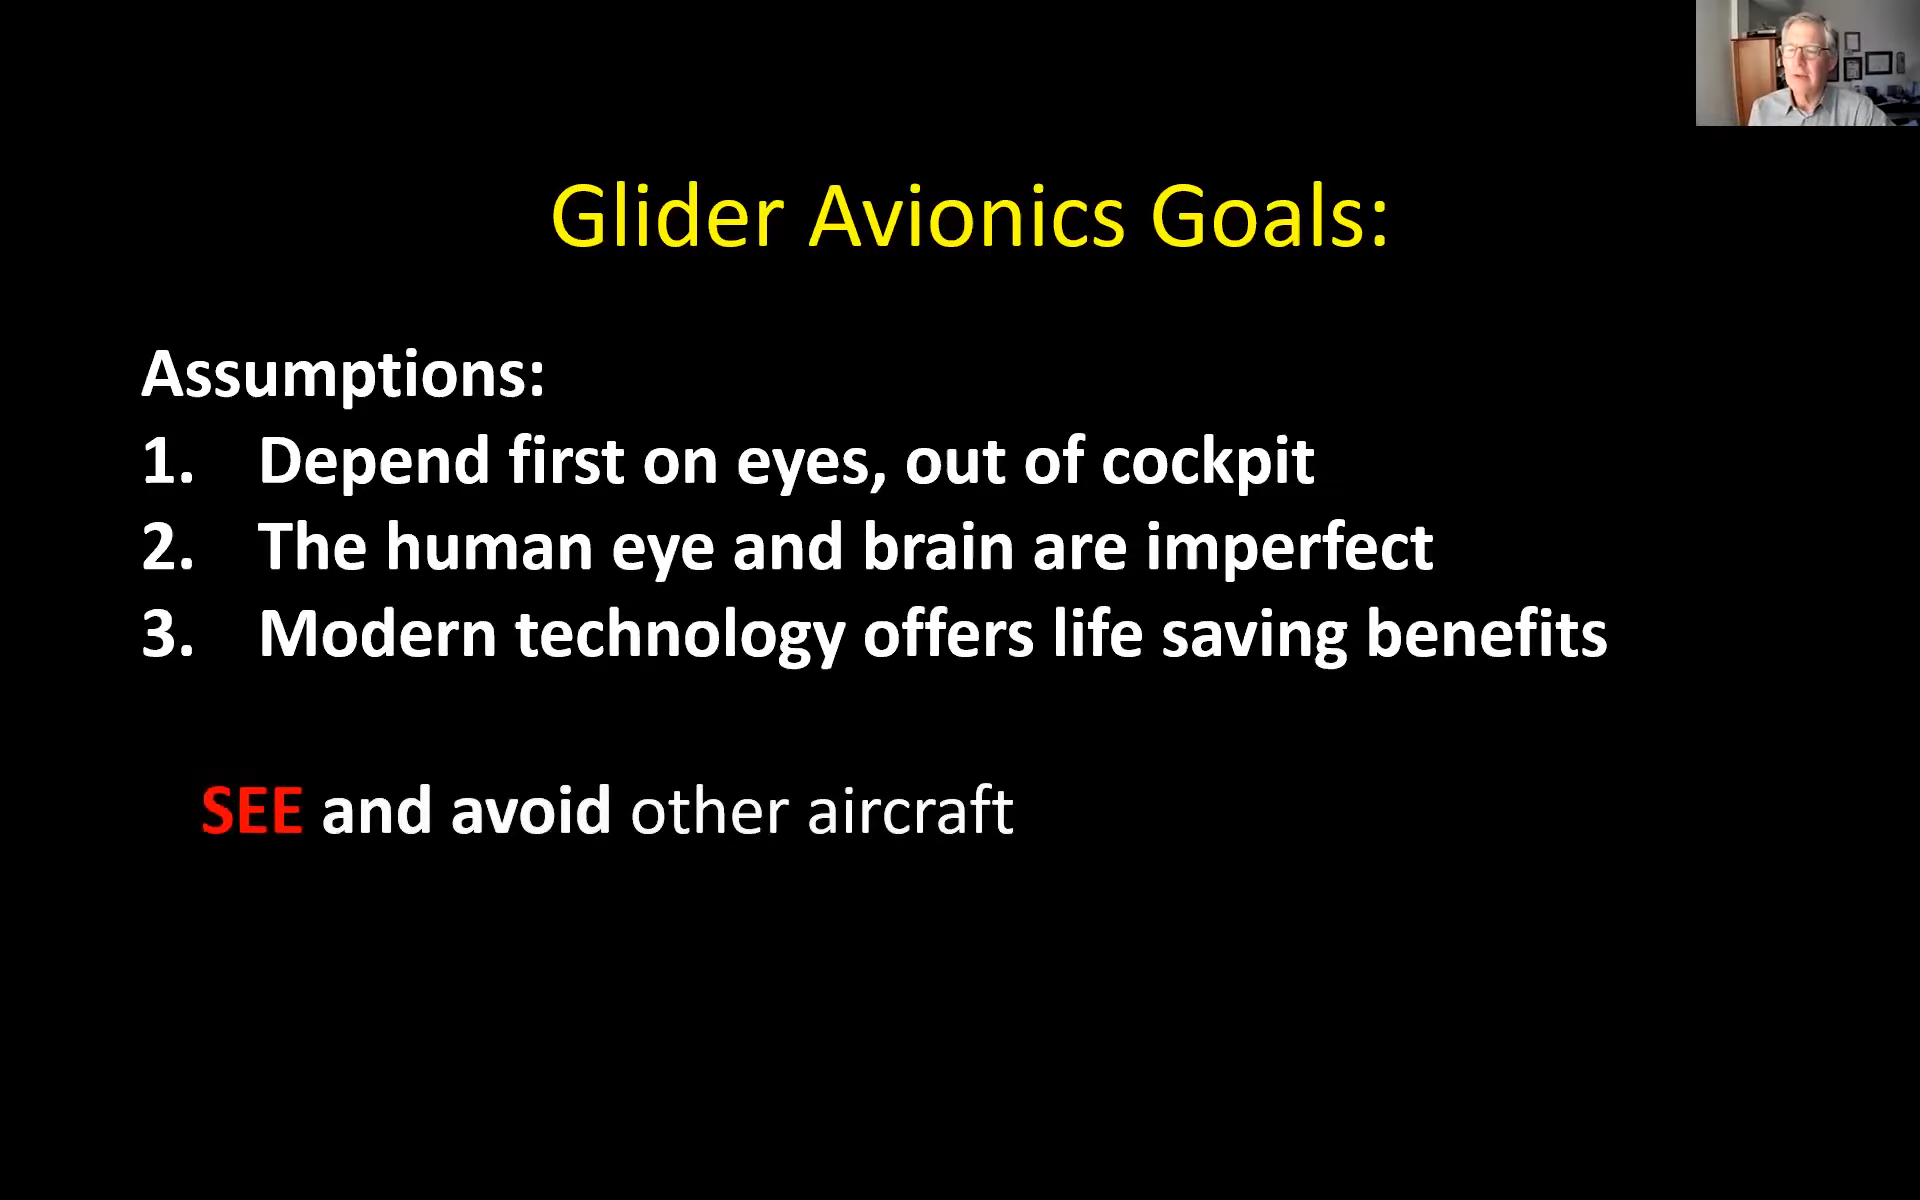 Glider Avionics Goals:
Assumptions:
1. Depend first on eyes, out of cockpit
2. The human eye and brain are imperfect
3. Modern technology offers life saving benefits
SEE and avoid other aircraft